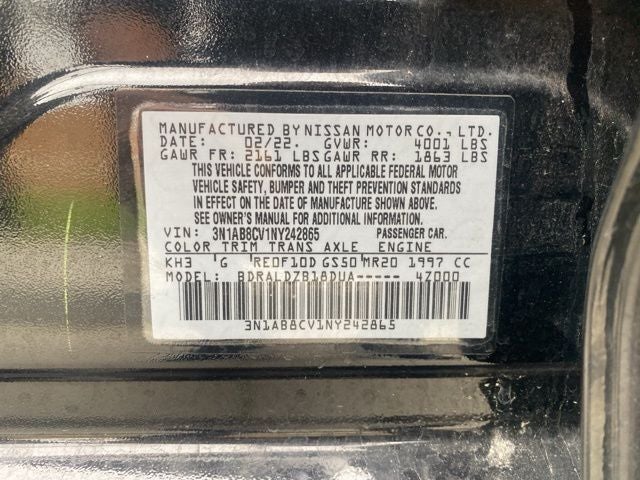 MANUFACTURED BY NISSAN MOTOR CO., LTD.
DATE: 02/22. GVWR: 4001 LBS
GAWR FR: 2161 LBS GAWR RR: 1863 LBS
THIS VEHICLE CONFORMS TO ALL APPLICABLE FEDERAL MOTOR
VEHICLE SAFETY, BUMPER AND THEFT PREVENTION STANDARDS
IN EFFECT ON THE DATE OF MANUFACTURE SHOWN ABOVE.
SEE OWNER'S MANUAL FOR ADDITIONAL INFORMATION.
VIN: 3N1AB8CV1NY242865 PASSENGER CAR.
COLOR TRIM TRANS AXLE ENGINE
KH3 'G 'RE0F10D GS50'MR20 1997 CC
MODEL: BDRALDZB18DUA----- 4Z000
3N1AB8CV1NY242865